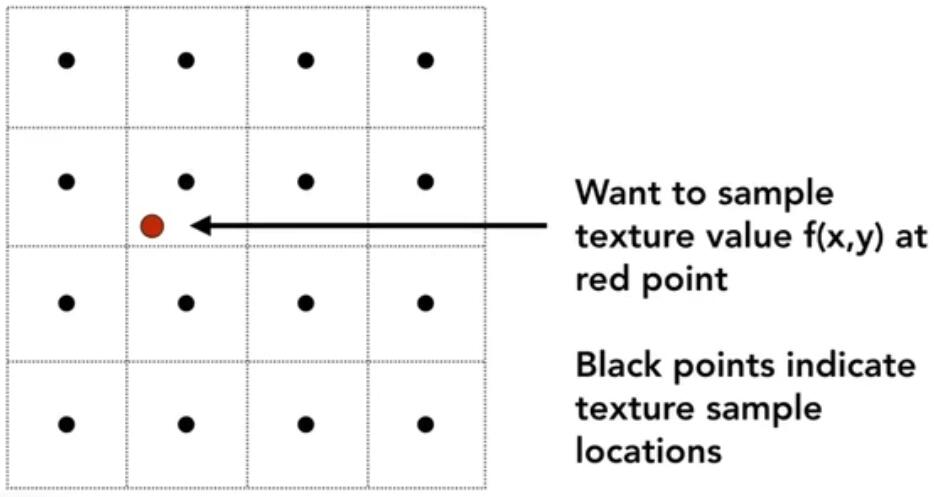 Want to sample
texture value f(x,y) at
red point
Black points indicate
texture sample
locations